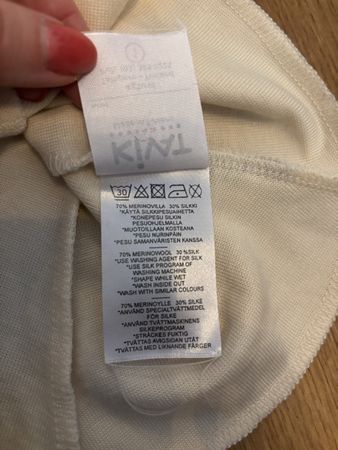 KIVAT
30
70% MERINOVILLA 30% SILKKI
*KÄYTÄ SILKKIPESUAIHETTA
*KONEPESU SILKIN
PESUOHJELMALLA
*MUOTOILLAAN KOSTEANA
*PESU NURINPÄIN
*PESU SAMANVÄRISTEN KANSSA
70% MERINOWOOL 30 %SILK
*USE WASHING AGENT FOR SILK
*USE SILK PROGRAM OF
WASHING MACHINE
*SHAPE WHILE WET
*WASH INSIDE OUT
*WASH WITH SIMILAR COLOURS
70% MERINOYLLE 30% SILKE
*ANVÄND SPECIALTVÄTTMEDEL
FÖR SILKE
*ANVÄND TVÄTTMASKINENS
SILKEPROGRAM
*STRÄCKES FUKTIG
*TVÄTTAS AVIGSIDAN UTÅT
*TVÄTTAS MED LIKNANDE FÄRGER